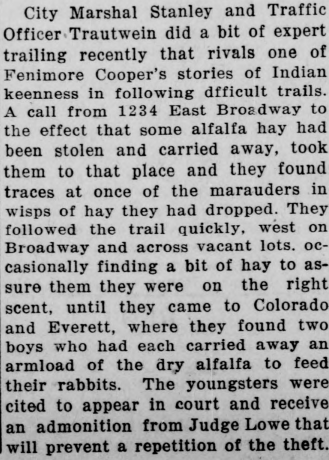 City Marshal Stanley and Traffic
Officer Trautwein did a bit of expert
trailing recently that rivals one of
Fenimore Cooper's stories of Indian
keenness in following dfficult trails.
A call from 1234 East Broadway to
the effect that some alfalfa hay had
been stolen and carried away, took
them to that place and they found
traces at once of the marauders in
wisps of hay they had dropped. They
followed the trail quickly, west on
Broadway and across vacant lots. oc-
casionally finding a bit of hay to as-
sure them they were on the right
scent, until they came to Colorado
and Everett, where they found two
boys who had each carried away an
armload of the dry alfalfa to feed
their rabbits. The youngsters were
cited to appear in court and receive
an admonition from Judge Lowe that
will prevent a repetition of the theft.